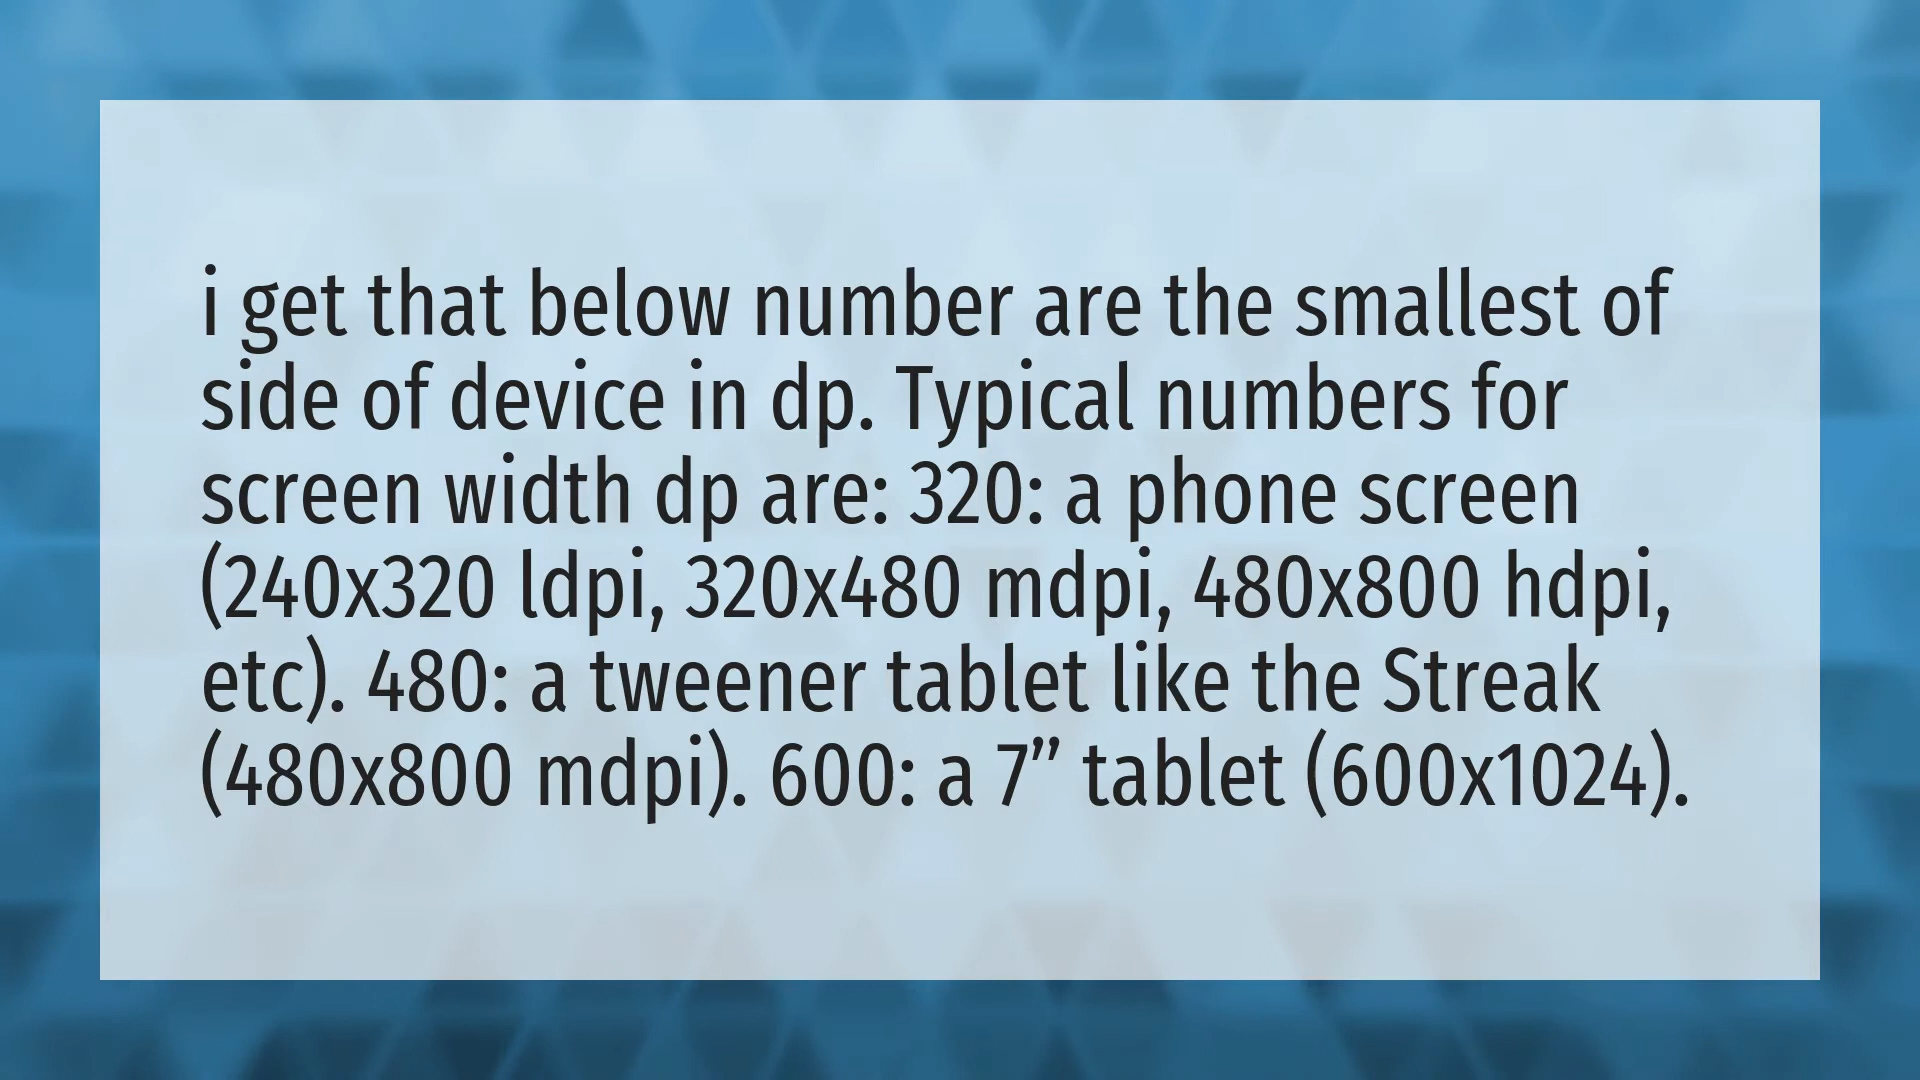 i get that below number are the smallest of
side of device in dp. Typical numbers for
screen width dp are: 320: a phone screen
(240x320 ldpi, 320x480 mdpi, 480x800 hdpi,
etc). 480: a tweener tablet like the Streak
(480x800 mdpi). 600: a 7” tablet (600x1024).